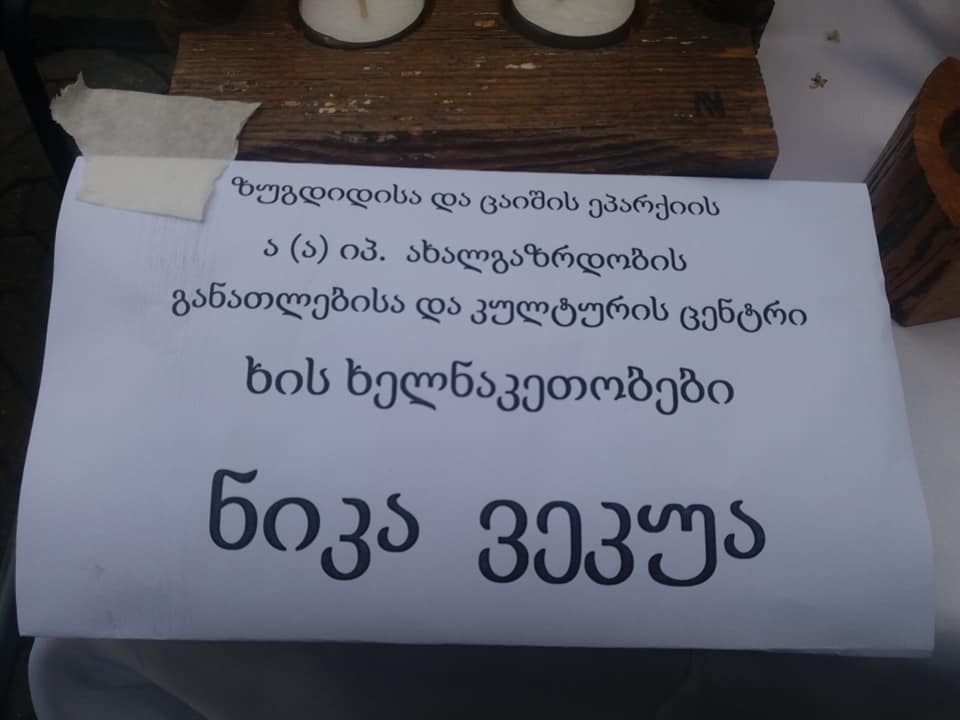 ზუგდიდისა და ცაიშის ეპარქიის
ა (ა) იპ. ახალგაზრდობის
განათლებისა და კულტურის ცენტრი
ხის ხელნაკეთობები
ნიკა ვეკუა